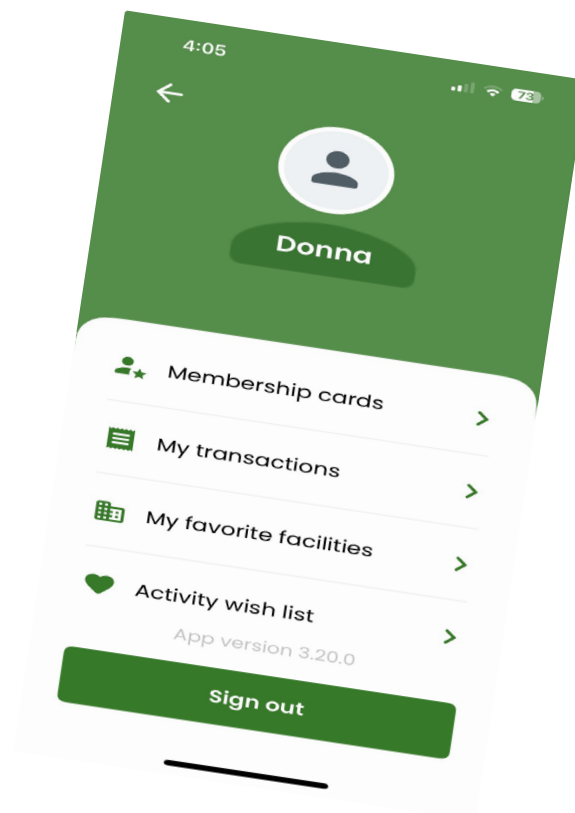 4:05
73
Donna
Membership cards
My transactions
My favorite facilities
Activity wish list
App version 3.20.0
Sign out